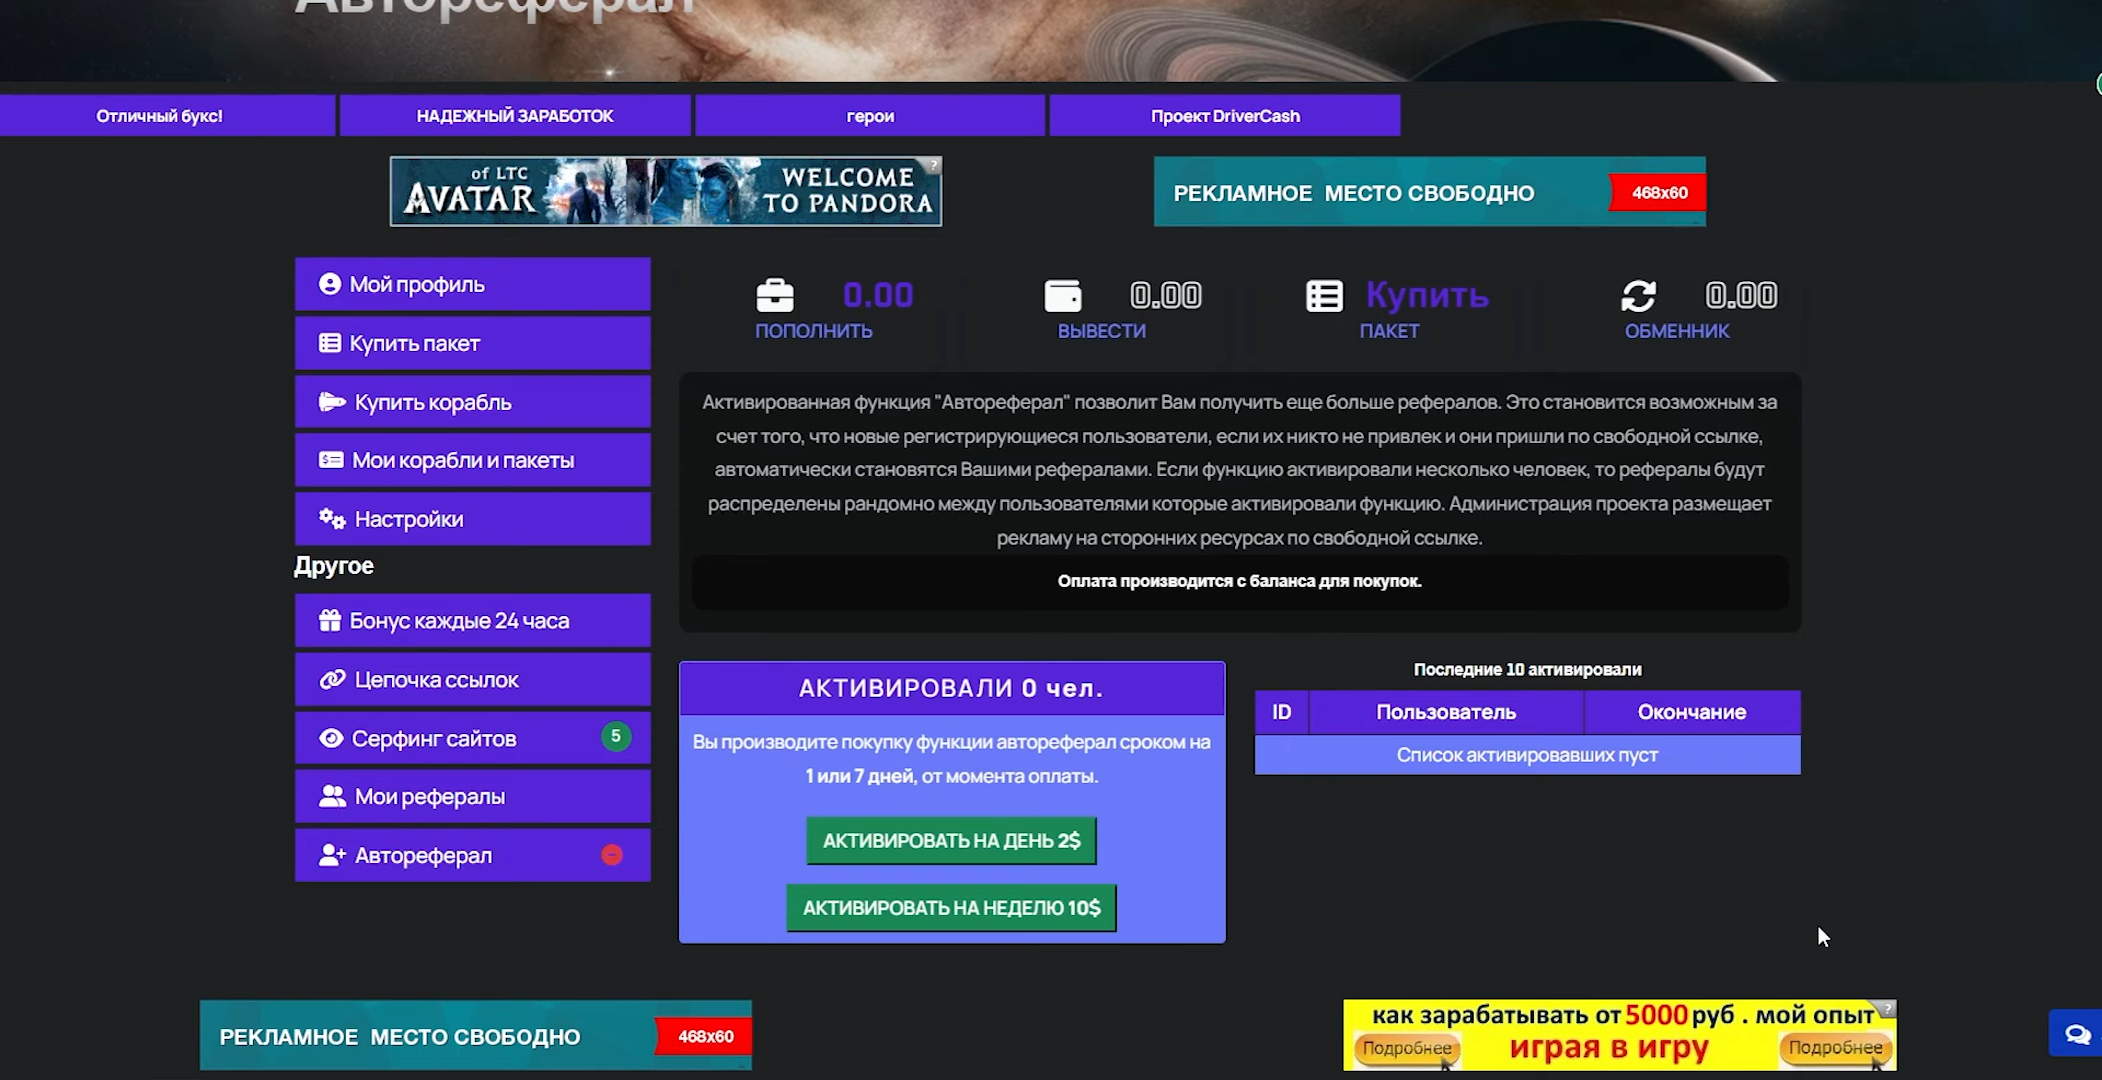 Автореферал
Отличный букс!
НАДЕЖНЫЙ ЗАРАБОТОК
герои
Проект DriverCash
of LTC
AVATAR
WELCOME
TO PANDORA
?
РЕКЛАМНОЕ МЕСТО СВОБОДНО
468x60
Мой профиль
Купить пакет
Купить корабль
Мои корабли и пакеты
Настройки
Другое
Бонус каждые 24 часа
Цепочка ссылок
Серфинг сайтов
5
Мои рефералы
Автореферал
0.00
ПОПОЛНИТЬ
0.00
ВЫВЕСТИ
Купить
ПАКЕТ
0.00
ОБМЕННИК
Активированная функция "Автореферал" позволит Вам получить еще больше рефералов. Это становится возможным за
счет того, что новые регистрирующиеся пользователи, если их никто не привлек и они пришли по свободной ссылке,
автоматически становятся Вашими рефералами. Если функцию активировали несколько человек, то рефералы будут
распределены рандомно между пользователями которые активировали функцию. Администрация проекта размещает
рекламу на сторонних ресурсах по свободной ссылке.
Оплата производится с баланса для покупок.
АКТИВИРОВАЛИ 0 чел.
Вы производите покупку функции автореферал сроком на
1 или 7 дней, от момента оплаты.
АКТИВИРОВАТЬ НА ДЕНЬ 2$
АКТИВИРОВАТЬ НА НЕДЕЛЮ 10$
Последние 10 активировали
ID Пользователь Окончание
Список активировавших пуст
РЕКЛАМНОЕ МЕСТО СВОБОДНО
468x60
как зарабатывать от 5000 руб . мой опыт
?
Подробнее
играя в игру
Подробнее